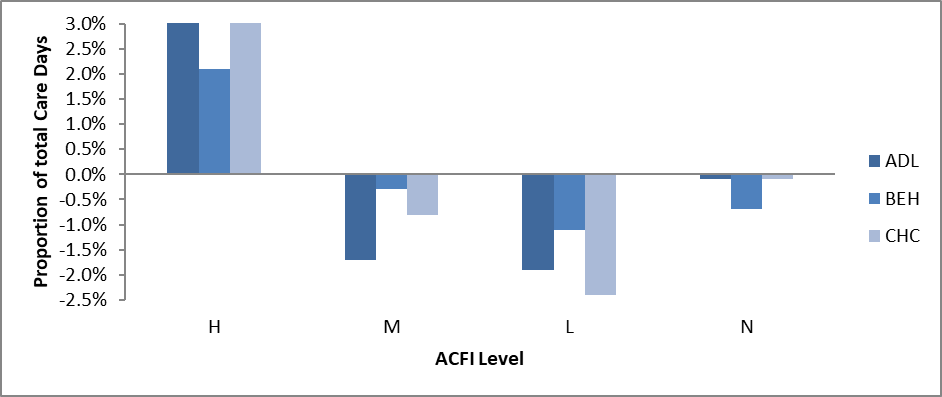 Proportion of total Care Days
3.0%
2.5%
2.0%
1.5%
1.0%
0.5%
0.0%
-0.5%
-1.0%
-1.5%
-2.0%
-2.5%
H M L N
ACFI Level
ADL
BEH
CHC